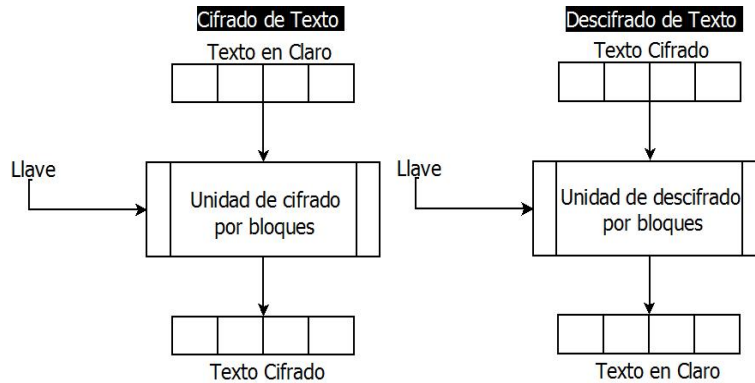 Cifrado de Texto
Texto en Claro
Llave
Unidad de cifrado
por bloques
Texto Cifrado
Descifrado de Texto
Texto Cifrado
Llave
Unidad de descifrado
por bloques
Texto en Claro